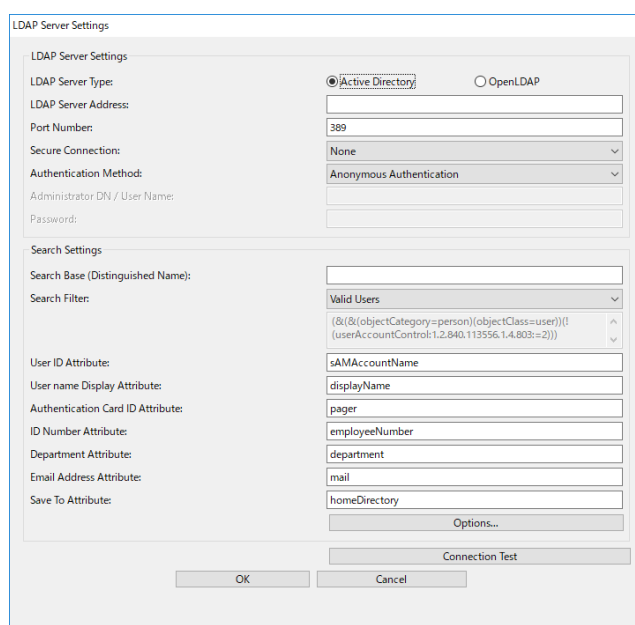 LDAP Server Settings
LDAP Server Settings
LDAP Server Type: Active Directory OpenLDAP
LDAP Server Address:
Port Number: 389
Secure Connection: None
Authentication Method: Anonymous Authentication
Administrator DN / User Name:
Password:
Search Settings
Search Base (Distinguished Name):
Search Filter: Valid Users
(&(&(objectCategory=person)(objectClass=user))(!
(userAccountControl:1.2.840.113556.1.4.803:=2)))
User ID Attribute: sAMAccountName
User name Display Attribute: displayName
Authentication Card ID Attribute: pager
ID Number Attribute: employeeNumber
Department Attribute: department
Email Address Attribute: mail
Save To Attribute: homeDirectory
Options...
Connection Test
OK Cancel